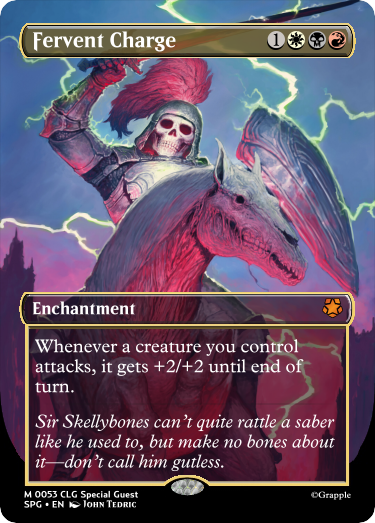 Fervent Charge 1
Enchantment
Whenever a creature you control
attacks, it gets +2/+2 until end of
turn.
Sir Skellybones can't quite rattle a saber
like he used to, but make no bones about
it—don't call him gutless.
M 0053 CLG Special Guest
SPG • EN John Tedric
©Grapple